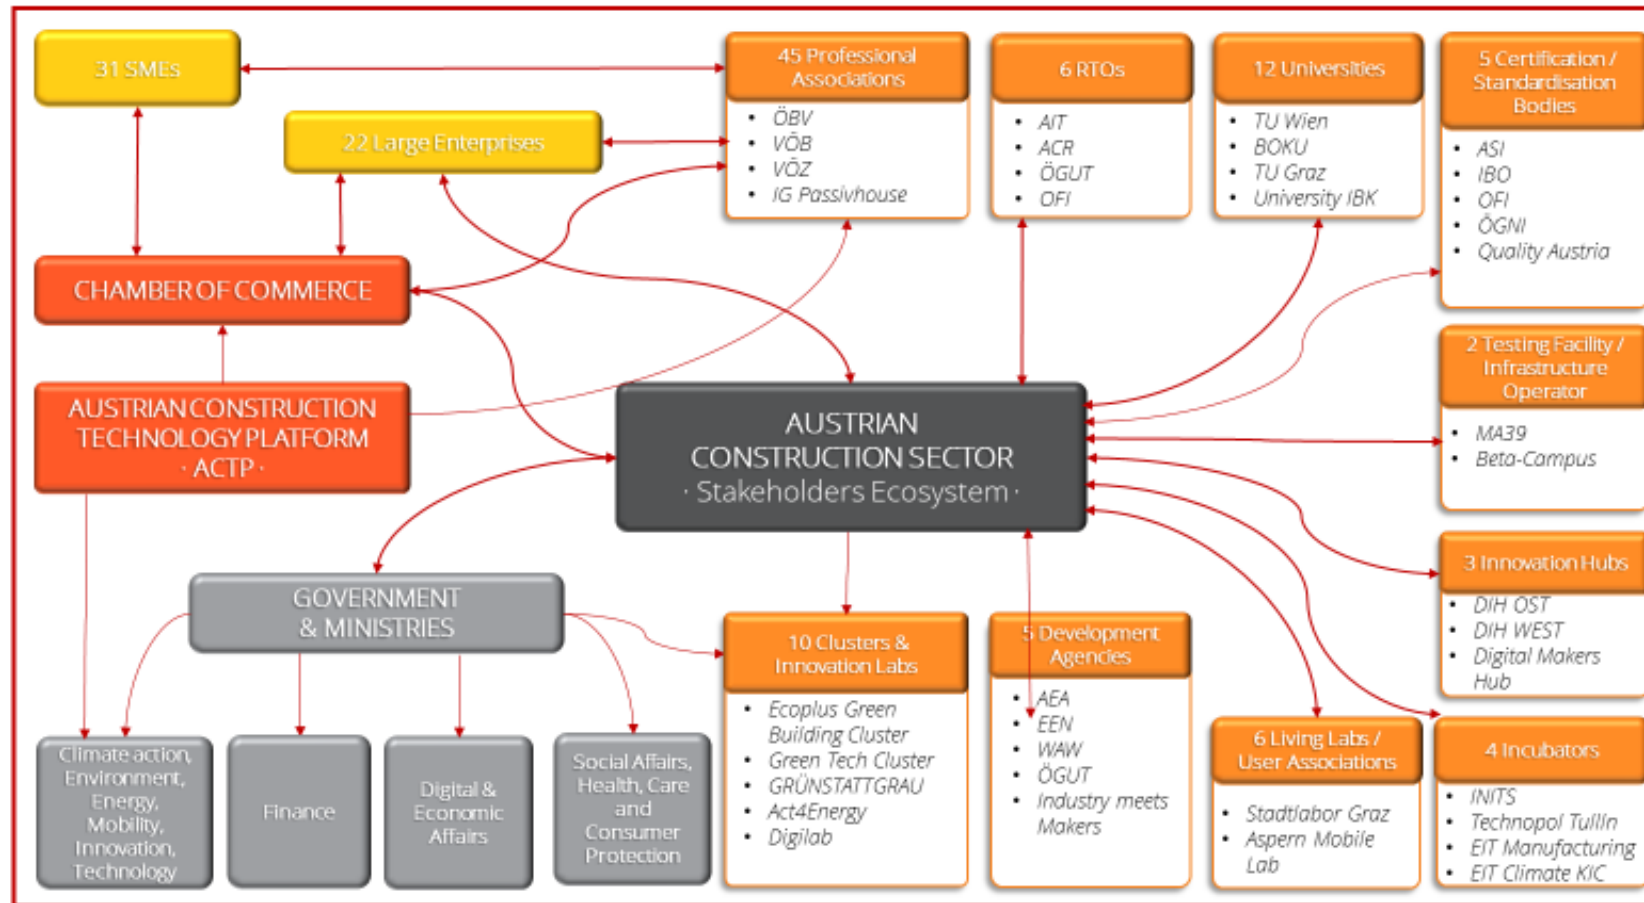 31 SMEs
22 Large Enterprises
45 Professional
Associations
• ÖBV
• VÖB
• VÖZ
• IG Passivhouse
6 RTOs
• AIT
• ACR
• ÖGUT
• OFI
12 Universities
• TU Wien
• BOKU
• TU Graz
• University IBK
5 Certification /
Standardisation
Bodies
• ASI
• IBO
• OFI
• ÖGNI
• Quality Austria
CHAMBER OF COMMERCE
AUSTRIAN CONSTRUCTION
TECHNOLOGY PLATFORM
· ACTP ·
AUSTRIAN
CONSTRUCTION SECTOR
· Stakeholders Ecosystem ·
2 Testing Facility /
Infrastructure
Operator
• MA39
• Beta-Campus
3 Innovation Hubs
• DIH OST
• DIH WEST
• Digital Makers
Hub
GOVERNMENT
& MINISTRIES
Climate action,
Environment,
Energy,
Mobility,
Innovation,
Technology
Finance
Digital &
Economic
Affairs
Social Affairs,
Health, Care
and
Consumer
Protection
10 Clusters &
Innovation Labs
• Ecoplus Green
Building Cluster
• Green Tech Cluster
• GRÜNSTATTGRAU
• Act4Energy
• Digilab
5 Development
Agencies
• AEA
• EEN
• WAW
• ÖGUT
• Industry meets
Makers
6 Living Labs /
User Associations
• Stadtlabor Graz
• Aspern Mobile
Lab
4 Incubators
• INITS
• Technopol Tulln
• EIT Manufacturing
• EIT Climate KIC